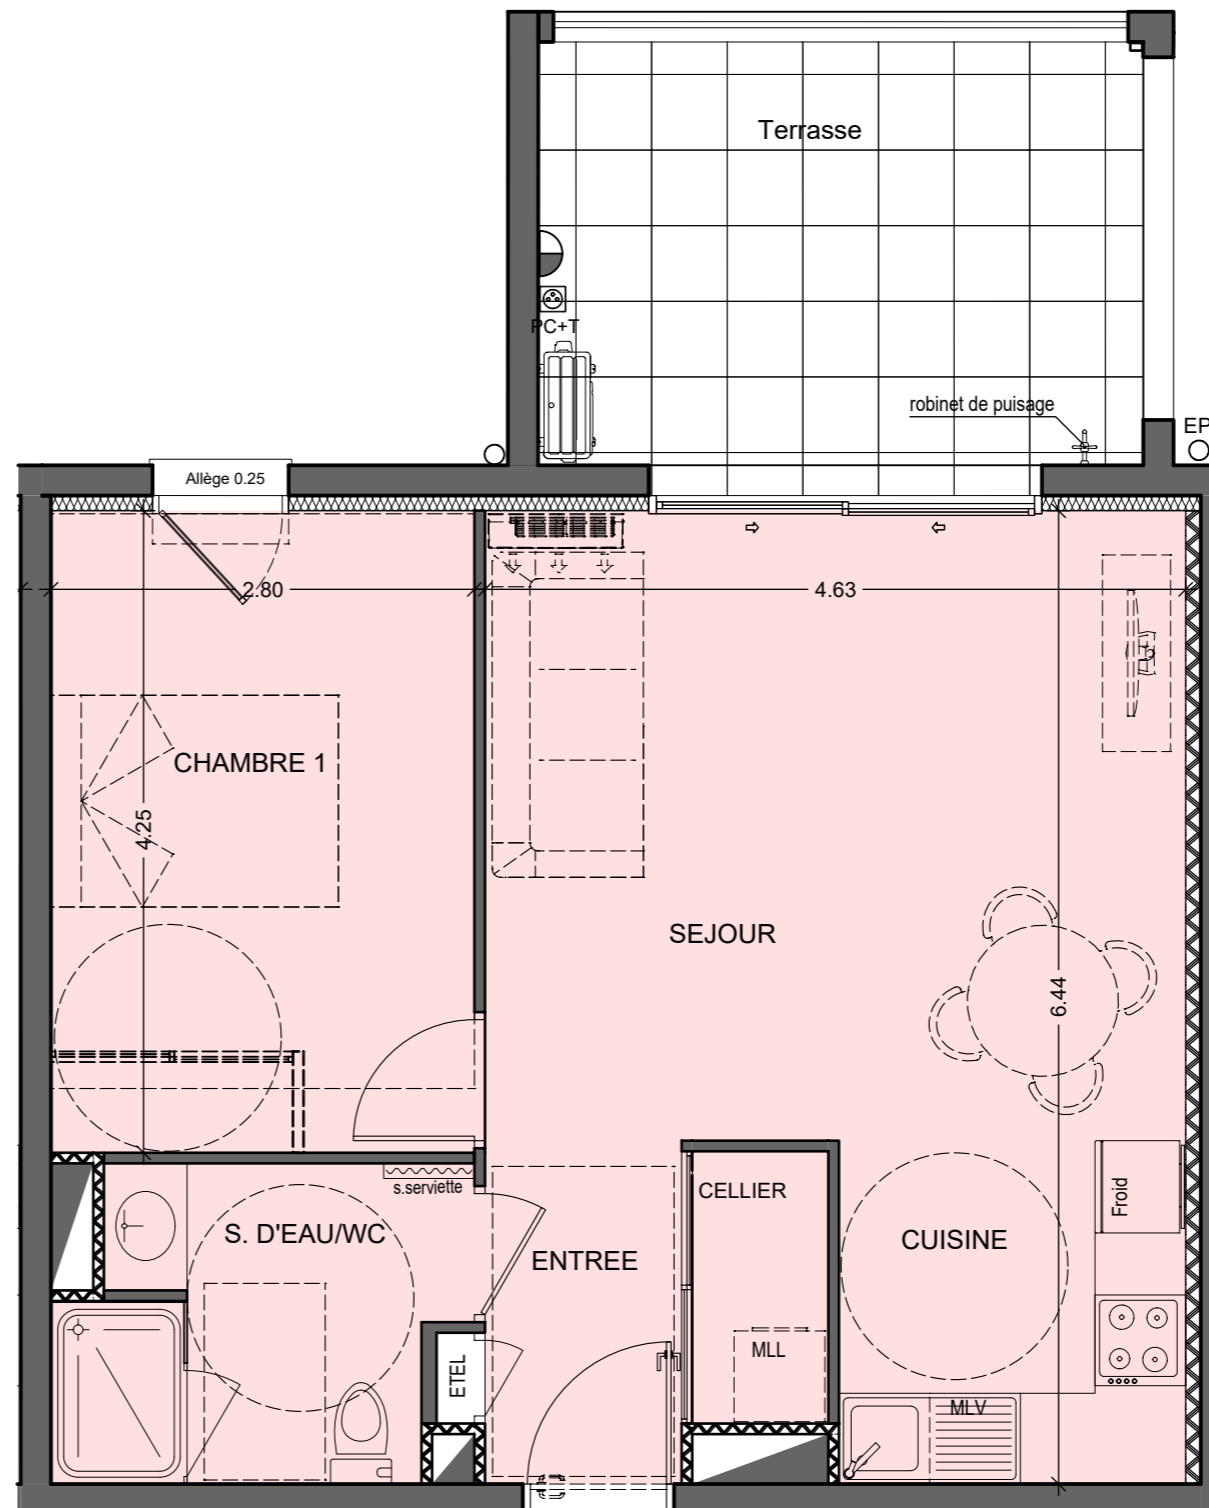 Terrasse
PC+T
robinet de puisage
EP
Allège 0.25
2.80
4.63
CHAMBRE 1
4.25
SEJOUR
6.44
CELLIER
Froid
s.serviette
S. D'EAU/WC
ENTREE
CUISINE
MLL
ETEL
MLV